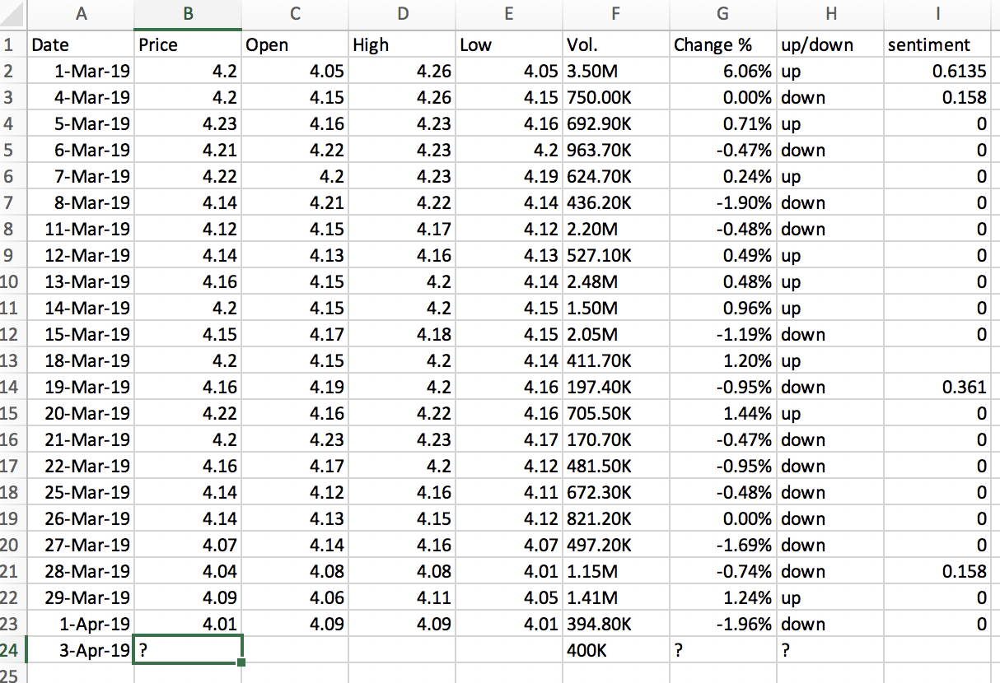 A B C D E F G H I
1 Date Price Open High Low Vol. Change % up/down sentiment
2 1-Mar-19 4.2 4.05 4.26 4.05 3.50M 6.06% up 0.6135
3 4-Mar-19 4.2 4.15 4.26 4.15 750.00K 0.00% down 0.158
4 5-Mar-19 4.23 4.16 4.23 4.16 692.90K 0.71% up 0
5 6-Mar-19 4.21 4.22 4.23 4.2 963.70K -0.47% down 0
6 7-Mar-19 4.22 4.2 4.23 4.19 624.70K 0.24% up 0
7 8-Mar-19 4.14 4.21 4.22 4.14 436.20K -1.90% down 0
8 11-Mar-19 4.12 4.15 4.17 4.12 2.20M -0.48% down 0
9 12-Mar-19 4.14 4.13 4.16 4.13 527.10K 0.49% up 0
10 13-Mar-19 4.16 4.15 4.2 4.14 2.48M 0.48% up 0
11 14-Mar-19 4.2 4.15 4.2 4.15 1.50M 0.96% up 0
12 15-Mar-19 4.15 4.17 4.18 4.15 2.05M -1.19% down 0
13 18-Mar-19 4.2 4.15 4.2 4.14 411.70K 1.20% up
14 19-Mar-19 4.16 4.19 4.2 4.16 197.40K -0.95% down 0.361
15 20-Mar-19 4.22 4.16 4.22 4.16 705.50K 1.44% up 0
16 21-Mar-19 4.2 4.23 4.23 4.17 170.70K -0.47% down 0
17 22-Mar-19 4.16 4.17 4.2 4.12 481.50K -0.95% down 0
18 25-Mar-19 4.14 4.12 4.16 4.11 672.30K -0.48% down 0
19 26-Mar-19 4.14 4.13 4.15 4.12 821.20K 0.00% down 0
20 27-Mar-19 4.07 4.14 4.16 4.07 497.20K -1.69% down 0
21 28-Mar-19 4.04 4.08 4.08 4.01 1.15M -0.74% down 0.158
22 29-Mar-19 4.09 4.06 4.11 4.05 1.41M 1.24% up 0
23 1-Apr-19 4.01 4.09 4.09 4.01 394.80K -1.96% down 0
24 3-Apr-19 ? 400K ? ?
25